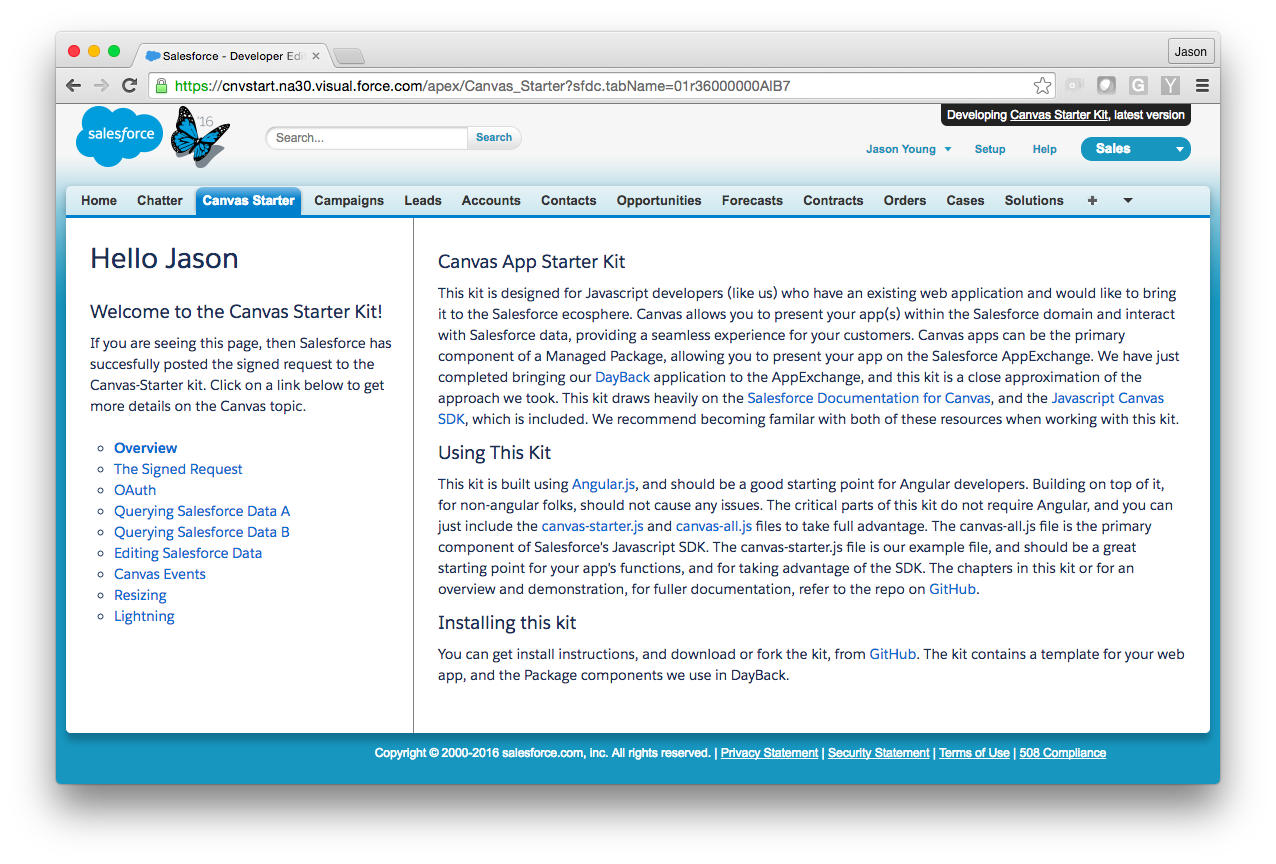 Salesforce - Developer Edi
Jason
https://cnvstart.na30.visual.force.com/apex/Canvas_Starter?sfdc.tabName=01r36000000AlB7
salesforce
'16
Search...
Search
Developing Canvas Starter Kit, latest version
Jason Young
Setup
Help
Sales
Home Chatter Canvas Starter Campaigns Leads Accounts Contacts Opportunities Forecasts Contracts Orders Cases Solutions +
Hello Jason
Welcome to the Canvas Starter Kit!
If you are seeing this page, then Salesforce has
succesfully posted the signed request to the
Canvas-Starter kit. Click on a link below to get
more details on the Canvas topic.
Overview
The Signed Request
OAuth
Querying Salesforce Data A
Querying Salesforce Data B
Editing Salesforce Data
Canvas Events
Resizing
Lightning
Canvas App Starter Kit
This kit is designed for Javascript developers (like us) who have an existing web application and would like to bring
it to the Salesforce ecosphere. Canvas allows you to present your app(s) within the Salesforce domain and interact
with Salesforce data, providing a seamless experience for your customers. Canvas apps can be the primary
component of a Managed Package, allowing you to present your app on the Salesforce AppExchange. We have just
completed bringing our DayBack application to the AppExchange, and this kit is a close approximation of the
approach we took. This kit draws heavily on the Salesforce Documentation for Canvas, and the Javascript Canvas
SDK, which is included. We recommend becoming familar with both of these resources when working with this kit.
Using This Kit
This kit is built using Angular.js, and should be a good starting point for Angular developers. Building on top of it,
for non-angular folks, should not cause any issues. The critical parts of this kit do not require Angular, and you can
just include the canvas-starter.js and canvas-all.js files to take full advantage. The canvas-all.js file is the primary
component of Salesforce's Javascript SDK. The canvas-starter.js file is our example file, and should be a great
starting point for your app's functions, and for taking advantage of the SDK. The chapters in this kit or for an
overview and demonstration, for fuller documentation, refer to the repo on GitHub.
Installing this kit
You can get install instructions, and download or fork the kit, from GitHub. The kit contains a template for your web
app, and the Package components we use in DayBack.
Copyright © 2000-2016 salesforce.com, inc. All rights reserved. | Privacy Statement | Security Statement | Terms of Use | 508 Compliance